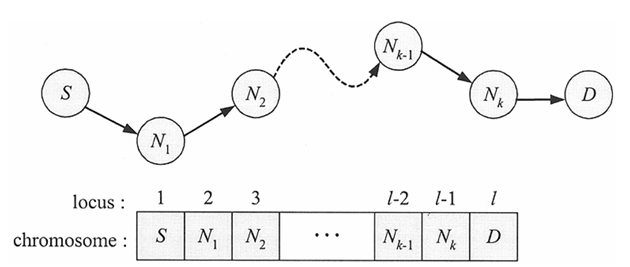 S N₁ N₂ Nₖ₋₁ Nₖ D
locus : 1 2 3 l-2 l-1 l
chromosome : S N₁ N₂ ··· Nₖ₋₁ Nₖ D